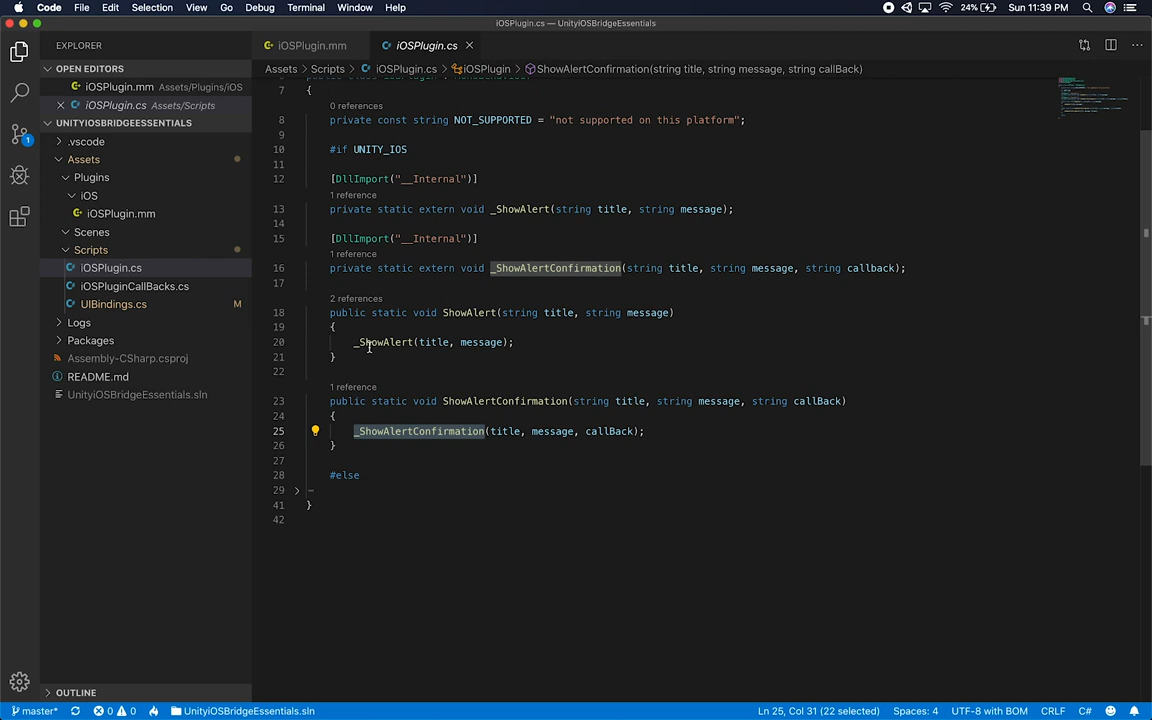 Code File Edit Selection View Go Debug Terminal Window Help 24% Sun 11:39 PM
iOSPlugin.cs — UnityiOSBridgeEssentials
EXPLORER
iOSPlugin.mm iOSPlugin.cs
OPEN EDITORS
Assets > Scripts > iOSPlugin.cs > iOSPlugin > ShowAlertConfirmation(string title, string message, string callBack)
iOSPlugin.mm Assets/Plugins/iOS
iOSPlugin.cs Assets/Scripts
UNITYIOSBRIDGEESSENTIALS
.vscode
Assets
Plugins
iOS
iOSPlugin.mm
Scenes
Scripts
iOSPlugin.cs
iOSPluginCallBacks.cs
UIBindings.cs M
Logs
Packages
Assembly-CSharp.csproj
README.md
UnityiOSBridgeEssentials.sln
OUTLINE
7 {
0 references
8 private const string NOT_SUPPORTED = "not supported on this platform";
9
10 #if UNITY_IOS
11
12 [DllImport("__Internal")]
1 reference
13 private static extern void _ShowAlert(string title, string message);
14
15 [DllImport("__Internal")]
1 reference
16 private static extern void _ShowAlertConfirmation(string title, string message, string callback);
17
2 references
18 public static void ShowAlert(string title, string message)
19 {
20 _ShowAlert(title, message);
21 }
22
1 reference
23 public static void ShowAlertConfirmation(string title, string message, string callBack)
24 {
25 _ShowAlertConfirmation(title, message, callBack);
26 }
27
28 #else
29
41 }
42
1
master* 0 0 UnityiOSBridgeEssentials.sln Ln 25, Col 31 (22 selected) Spaces: 4 UTF-8 with BOM CRLF C#